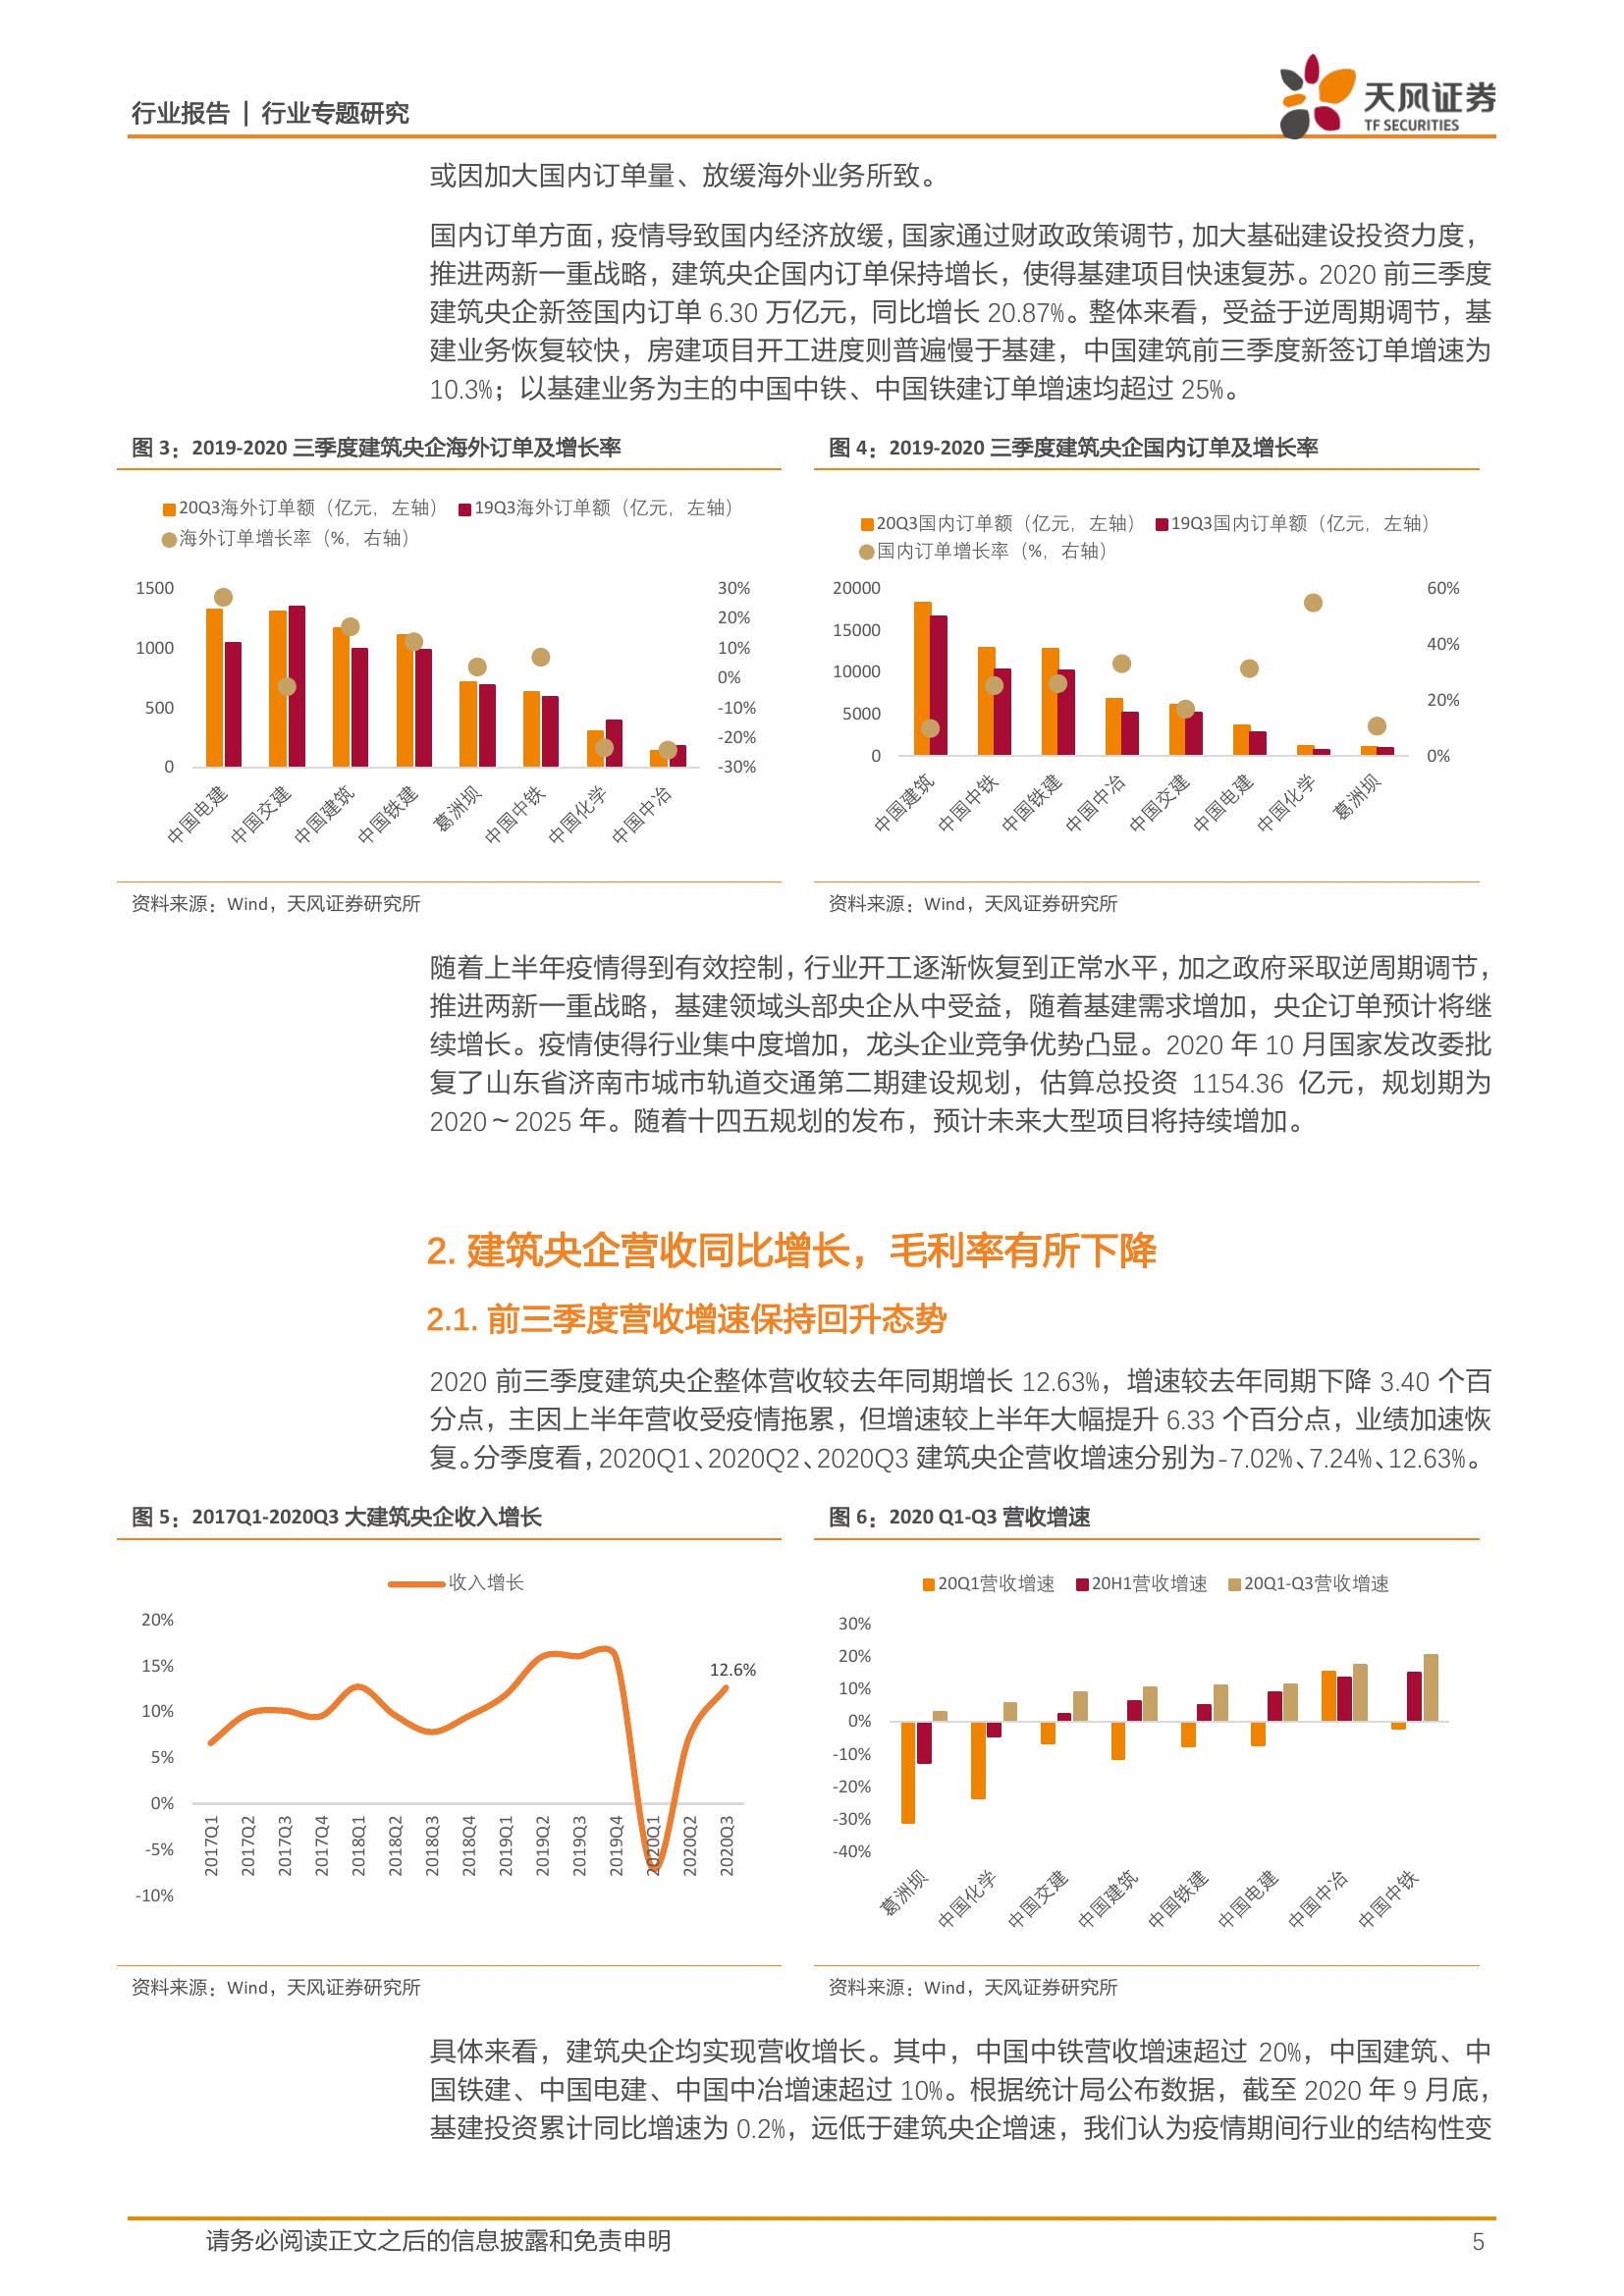 行业报告 | 行业专题研究
天风证券
TF SECURITIES
或因加大国内订单量、放缓海外业务所致。
国内订单方面，疫情导致国内经济放缓，国家通过财政政策调节，加大基础建设投资力度，
推进两新一重战略，建筑央企国内订单保持增长，使得基建项目快速复苏。2020 前三季度
建筑央企新签国内订单 6.30 万亿元，同比增长 20.87%。整体来看，受益于逆周期调节，基
建业务恢复较快，房建项目开工进度则普遍慢于基建，中国建筑前三季度新签订单增速为
10.3%；以基建业务为主的中国中铁、中国铁建订单增速均超过 25%。
图 3：2019-2020 三季度建筑央企海外订单及增长率
20Q3海外订单额（亿元，左轴） 19Q3海外订单额（亿元，左轴）
海外订单增长率（%，右轴）
1500
1000
500
0
30%
20%
10%
0%
-10%
-20%
-30%
中国电建
中国交建
中国建筑
中国铁建
葛洲坝
中国中铁
中国化学
中国中冶
资料来源：Wind，天风证券研究所
图 4：2019-2020 三季度建筑央企国内订单及增长率
20Q3国内订单额（亿元，左轴） 19Q3国内订单额（亿元，左轴）
国内订单增长率（%，右轴）
20000
15000
10000
5000
0
60%
40%
20%
0%
中国建筑
中国中铁
中国铁建
中国中冶
中国交建
中国电建
中国化学
葛洲坝
资料来源：Wind，天风证券研究所
随着上半年疫情得到有效控制，行业开工逐渐恢复到正常水平，加之政府采取逆周期调节，
推进两新一重战略，基建领域头部央企从中受益，随着基建需求增加，央企订单预计将继
续增长。疫情使得行业集中度增加，龙头企业竞争优势凸显。2020 年 10 月国家发改委批
复了山东省济南市城市轨道交通第二期建设规划，估算总投资 1154.36 亿元，规划期为
2020～2025 年。随着十四五规划的发布，预计未来大型项目将持续增加。
2. 建筑央企营收同比增长，毛利率有所下降
2.1. 前三季度营收增速保持回升态势
2020 前三季度建筑央企整体营收较去年同期增长 12.63%，增速较去年同期下降 3.40 个百
分点，主因上半年营收受疫情拖累，但增速较上半年大幅提升 6.33 个百分点，业绩加速恢
复。分季度看，2020Q1、2020Q2、2020Q3 建筑央企营收增速分别为-7.02%、7.24%、12.63%。
图 5：2017Q1-2020Q3 大建筑央企收入增长
收入增长
20%
15%
10%
5%
0%
-5%
-10%
12.6%
2017Q1
2017Q2
2017Q3
2017Q4
2018Q1
2018Q2
2018Q3
2018Q4
2019Q1
2019Q2
2019Q3
2019Q4
2020Q1
2020Q2
2020Q3
资料来源：Wind，天风证券研究所
图 6：2020 Q1-Q3 营收增速
20Q1营收增速 20H1营收增速 20Q1-Q3营收增速
30%
20%
10%
0%
-10%
-20%
-30%
-40%
葛洲坝
中国化学
中国交建
中国建筑
中国铁建
中国电建
中国中冶
中国中铁
资料来源：Wind，天风证券研究所
具体来看，建筑央企均实现营收增长。其中，中国中铁营收增速超过 20%，中国建筑、中
国铁建、中国电建、中国中冶增速超过 10%。根据统计局公布数据，截至 2020 年 9 月底，
基建投资累计同比增速为 0.2%，远低于建筑央企增速，我们认为疫情期间行业的结构性变
请务必阅读正文之后的信息披露和免责申明
5